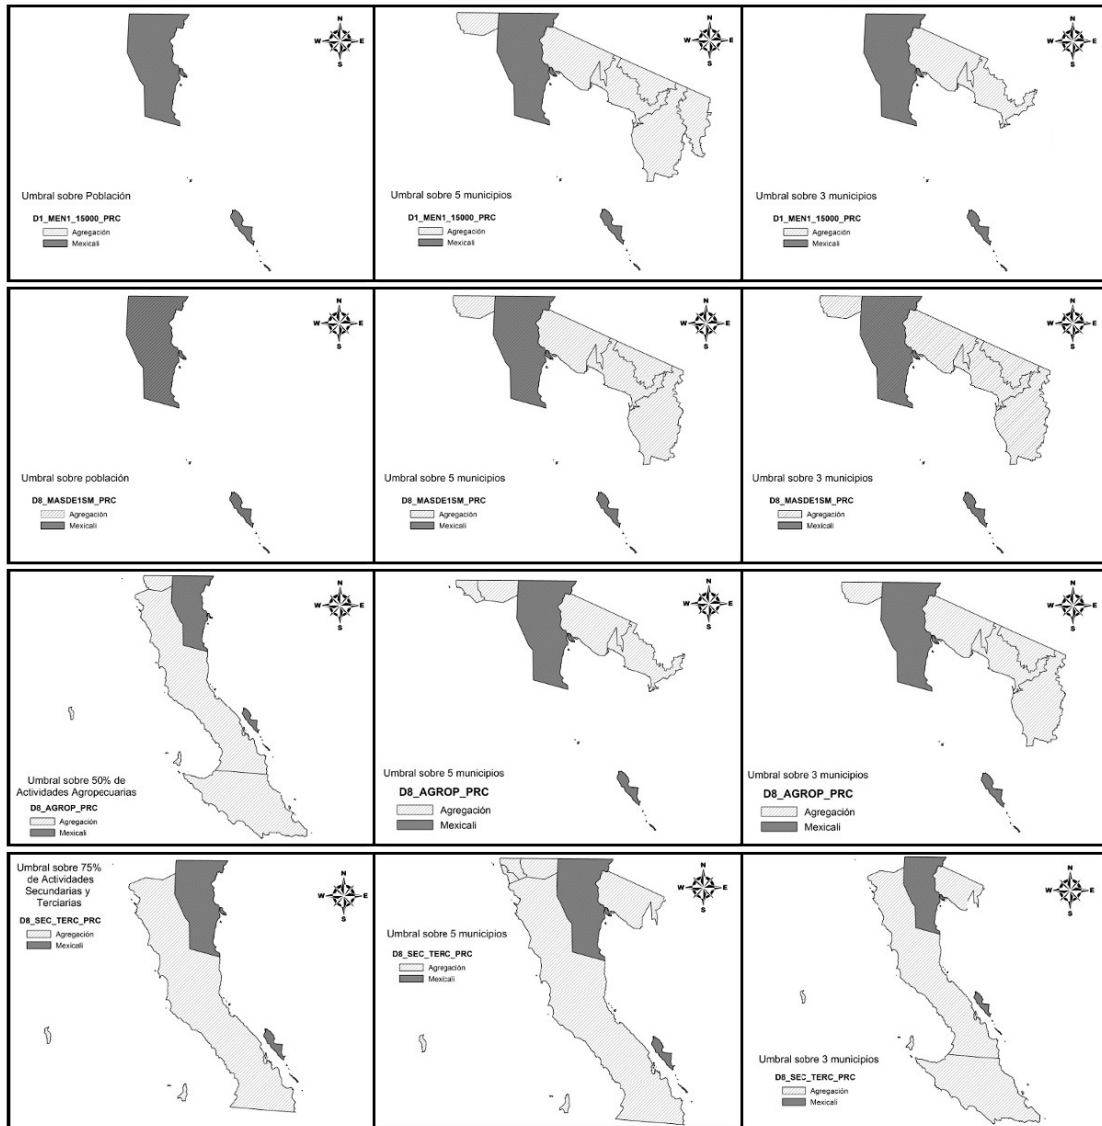 N
W E
S
Umbral sobre Población
D1_MEN1_15000_PRC
Agregación
Mexicali
N
W E
S
Umbral sobre 5 municipios
D1_MEN1_15000_PRC
Agregación
Mexicali
N
W E
S
Umbral sobre 3 municipios
D1_MEN1_15000_PRC
Agregación
Mexicali
N
W E
S
Umbral sobre población
D8_MASDE1SM_PRC
Agregación
Mexicali
N
W E
S
Umbral sobre 5 municipios
D8_MASDE1SM_PRC
Agregación
Mexicali
N
W E
S
Umbral sobre 3 municipios
D8_MASDE1SM_PRC
Agregación
Mexicali
N
W E
S
Umbral sobre 50% de
Actividades Agropecuarias
D8_AGROP_PRC
Agregación
Mexicali
N
W E
S
Umbral sobre 5 municipios
D8_AGROP_PRC
Agregación
Mexicali
N
W E
S
Umbral sobre 3 municipios
D8_AGROP_PRC
Agregación
Mexicali
Umbral sobre 75%
de Actividades
Secundarias y
Terciarias
D8_SEC_TERC_PRC
Agregación
Mexicali
N
W E
S
N
W E
S
Umbral sobre 5 municipios
D8_SEC_TERC_PRC
Agregación
Mexicali
N
W E
S
Umbral sobre 3 municipios
D8_SEC_TERC_PRC
Agregación
Mexicali